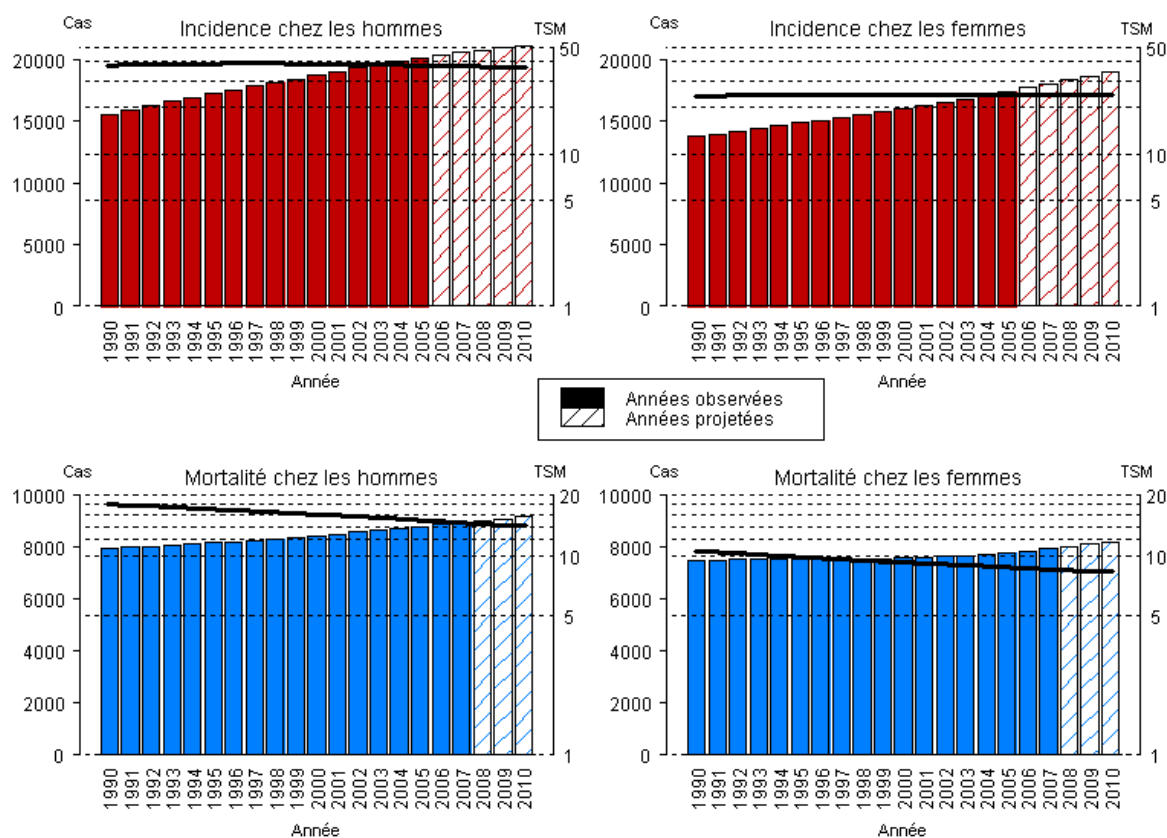 Cas Incidence chez les hommes TSM
20000
15000
10000
5000
0
50
10
5
1
1990 1991 1992 1993 1994 1995 1996 1997 1998 1999 2000 2001 2002 2003 2004 2005 2006 2007 2008 2009 2010
Année
Cas Incidence chez les femmes TSM
20000
15000
10000
5000
0
50
10
5
1
1990 1991 1992 1993 1994 1995 1996 1997 1998 1999 2000 2001 2002 2003 2004 2005 2006 2007 2008 2009 2010
Année
Années observées
Années projetées
Cas Mortalité chez les hommes TSM
10000
8000
6000
4000
2000
0
20
10
5
1
1990 1991 1992 1993 1994 1995 1996 1997 1998 1999 2000 2001 2002 2003 2004 2005 2006 2007 2008 2009 2010
Année
Cas Mortalité chez les femmes TSM
10000
8000
6000
4000
2000
0
20
10
5
1
1990 1991 1992 1993 1994 1995 1996 1997 1998 1999 2000 2001 2002 2003 2004 2005 2006 2007 2008 2009 2010
Année